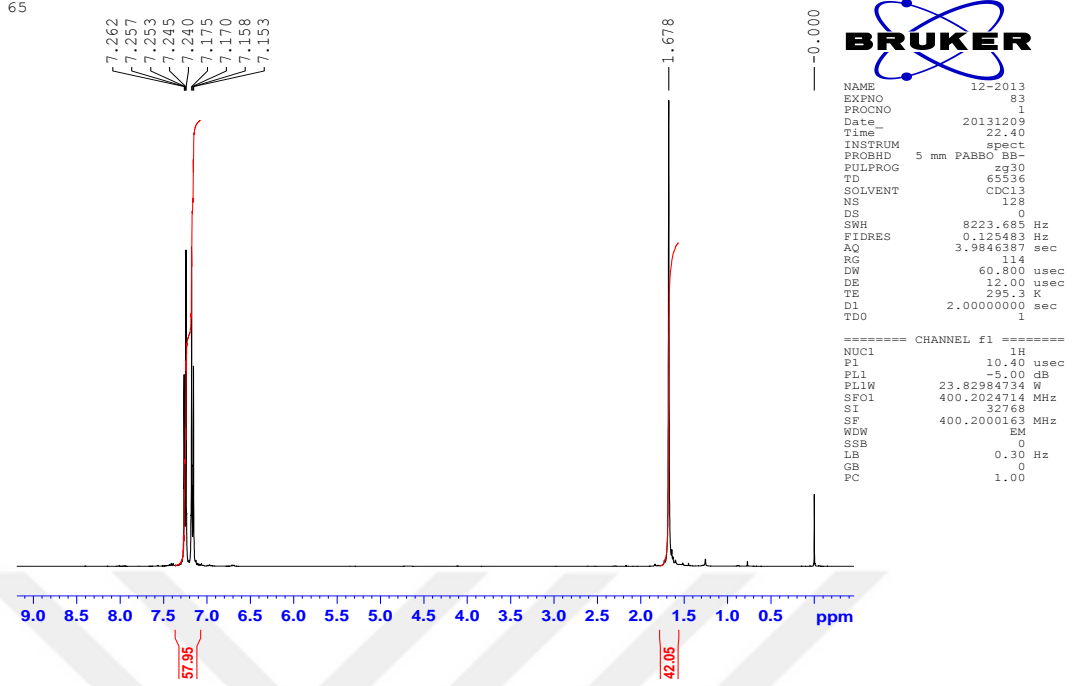 65
7.262
7.257
7.253
7.245
7.240
7.175
7.170
7.158
7.153
1.678
-0.000
BRUKER
NAME 12-2013
EXPNO 83
PROCNO 1
Date_ 20131209
Time 22.40
INSTRUM spect
PROBHD 5 mm PABBO BB-
PULPROG zg30
TD 65536
SOLVENT CDCl3
NS 128
DS 0
SWH 8223.685 Hz
FIDRES 0.125483 Hz
AQ 3.9846387 sec
RG 114
DW 60.800 usec
DE 12.00 usec
TE 295.3 K
D1 2.00000000 sec
TD0 1
======== CHANNEL f1 ========
NUC1 1H
P1 10.40 usec
PL1 -5.00 dB
PL1W 23.82984734 W
SFO1 400.2024714 MHz
SI 32768
SF 400.2000163 MHz
WDW EM
SSB 0
LB 0.30 Hz
GB 0
PC 1.00
9.0 8.5 8.0 7.5 7.0 6.5 6.0 5.5 5.0 4.5 4.0 3.5 3.0 2.5 2.0 1.5 1.0 0.5 ppm
57.95
42.05